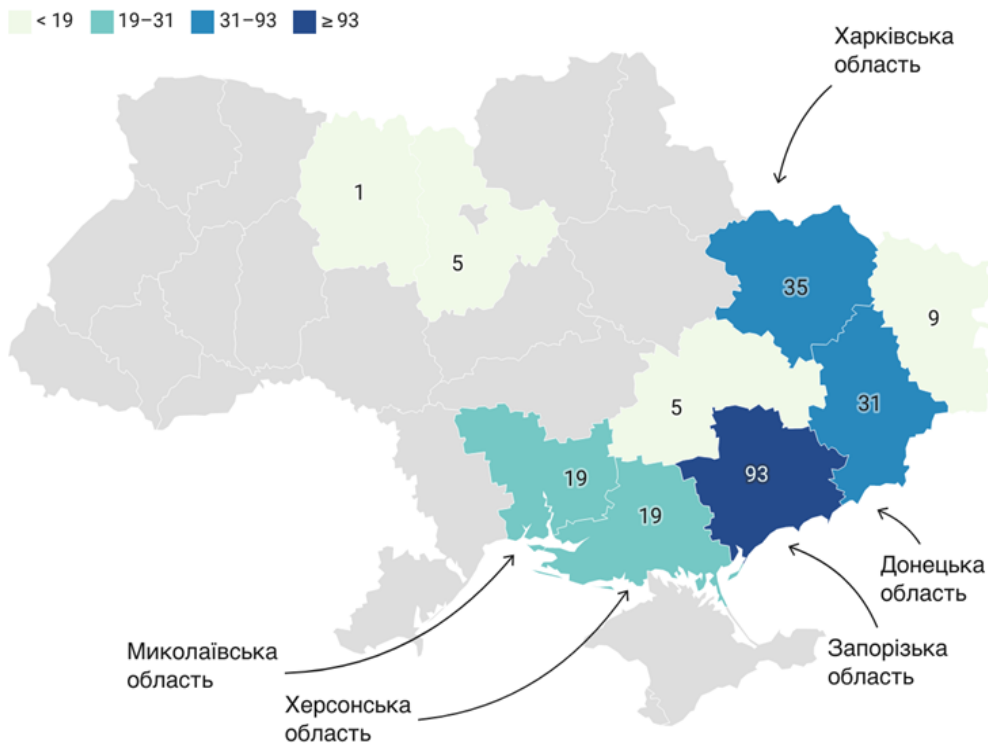 < 19 19–31 31–93 ≥ 93
Харківська
область
1
5
35
9
5
31
93
19
19
Донецька
область
Запорізька
область
Миколаївська
область
Херсонська
область